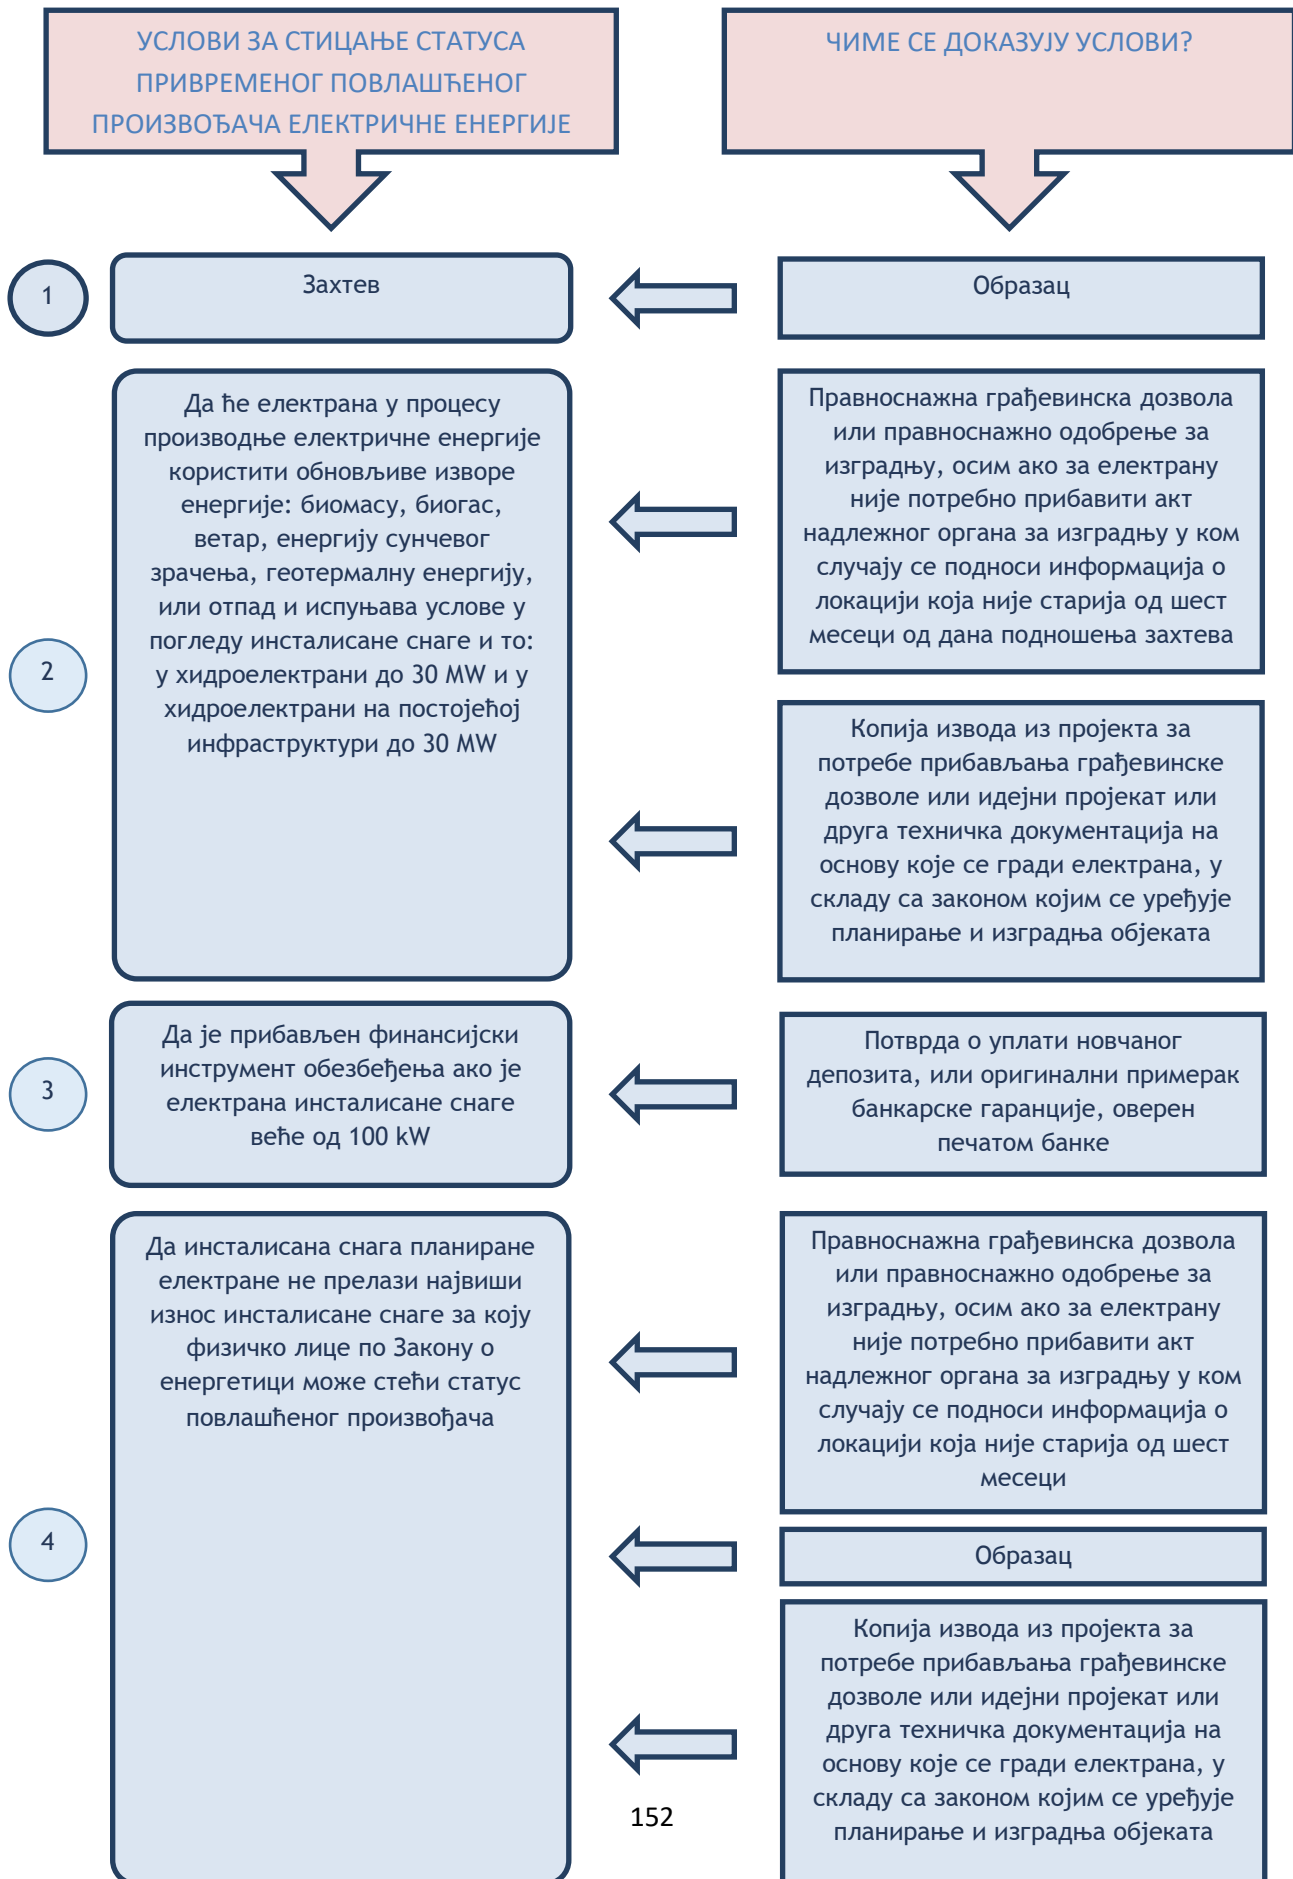 УСЛОВИ ЗА СТИЦАЊЕ СТАТУСА
ПРИВРЕМЕНОГ ПОВЛАШЋЕНОГ
ПРОИЗВОЂАЧА ЕЛЕКТРИЧНЕ ЕНЕРГИЈЕ
ЧИМЕ СЕ ДОКАЗУЈУ УСЛОВИ?
1
Захтев
Образац
2
Да ће електрана у процесу
производње електричне енергије
користити обновљиве изворе
енергије: биомасу, биогас,
ветар, енергију сунчевог
зрачења, геотермалну енергију,
или отпад и испуњава услове у
погледу инсталисане снаге и то:
у хидроелектрани до 30 MW и у
хидроелектрани на постојећој
инфраструктури до 30 MW
Правноснажна грађевинска дозвола
или правноснажно одобрење за
изградњу, осим ако за електрану
није потребно прибавити акт
надлежног органа за изградњу у ком
случају се подноси информација о
локацији која није старија од шест
месеци од дана подношења захтева
Копија извода из пројекта за
потребе прибављања грађевинске
дозволе или идејни пројекат или
друга техничка документација на
основу које се гради електрана, у
складу са законом којим се уређује
планирање и изградња објеката
3
Да је прибављен финансијски
инструмент обезбеђења ако је
електрана инсталисане снаге
веће од 100 kW
Потврда о уплати новчаног
депозита, или оригинални примерак
банкарске гаранције, оверен
печатом банке
4
Да инсталисана снага планиране
електране не прелази највиши
износ инсталисане снаге за коју
физичко лице по Закону о
енергетици може стећи статус
повлашћеног произвођача
Правноснажна грађевинска дозвола
или правноснажно одобрење за
изградњу, осим ако за електрану
није потребно прибавити акт
надлежног органа за изградњу у ком
случају се подноси информација о
локацији која није старија од шест
месеци
Образац
Копија извода из пројекта за
потребе прибављања грађевинске
дозволе или идејни пројекат или
друга техничка документација на
основу које се гради електрана, у
складу са законом којим се уређује
планирање и изградња објеката
152